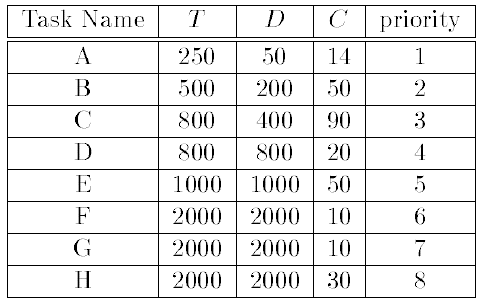 Task Name T D C priority
A 250 50 14 1
B 500 200 50 2
C 800 400 90 3
D 800 800 20 4
E 1000 1000 50 5
F 2000 2000 10 6
G 2000 2000 10 7
H 2000 2000 30 8